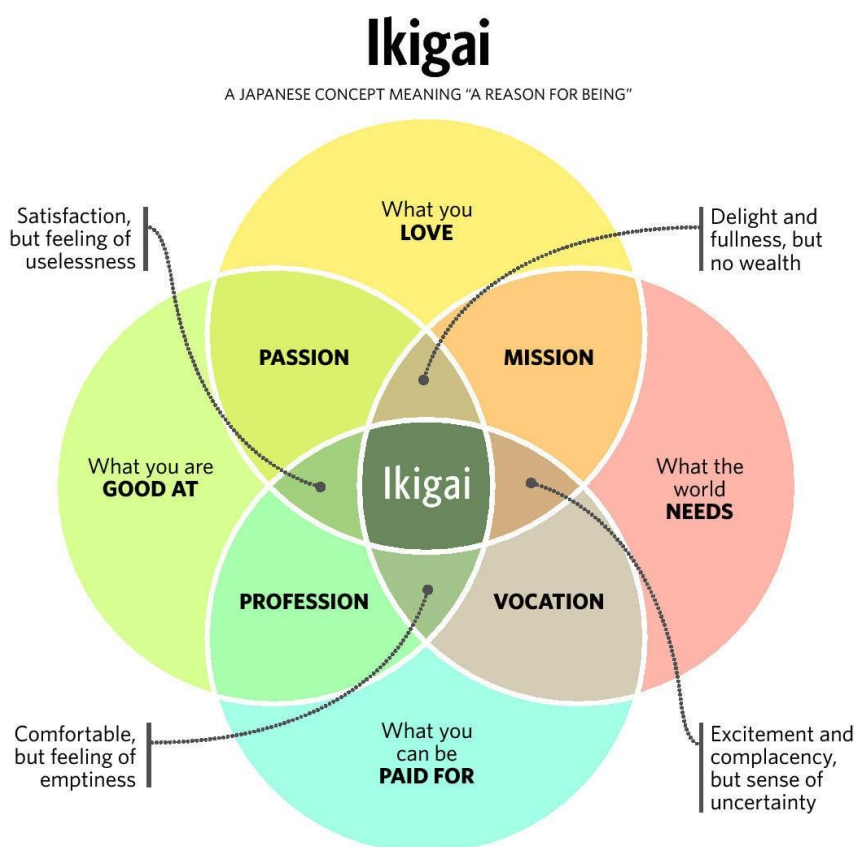 Ikigai
A JAPANESE CONCEPT MEANING “A REASON FOR BEING”
Satisfaction,
but feeling of
uselessness
What you
LOVE
Delight and
fullness, but
no wealth
PASSION
MISSION
What you are
GOOD AT
Ikigai
What the
world
NEEDS
PROFESSION
VOCATION
Comfortable,
but feeling of
emptiness
What you
can be
PAID FOR
Excitement and
complacency,
but sense of
uncertainty